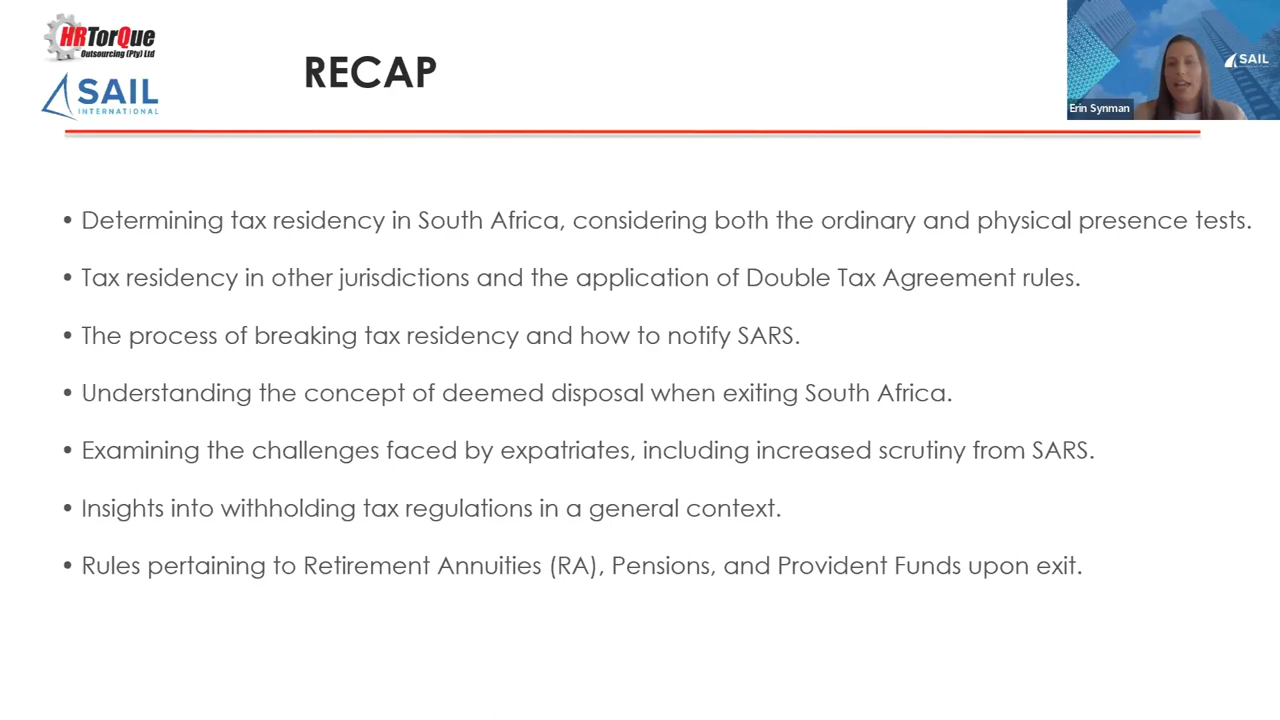 HRTorQue
Outsourcing (Pty) Ltd
SAIL
INTERNATIONAL
RECAP
SAIL
Erin Synman
• Determining tax residency in South Africa, considering both the ordinary and physical presence tests.
• Tax residency in other jurisdictions and the application of Double Tax Agreement rules.
• The process of breaking tax residency and how to notify SARS.
• Understanding the concept of deemed disposal when exiting South Africa.
• Examining the challenges faced by expatriates, including increased scrutiny from SARS.
• Insights into withholding tax regulations in a general context.
• Rules pertaining to Retirement Annuities (RA), Pensions, and Provident Funds upon exit.